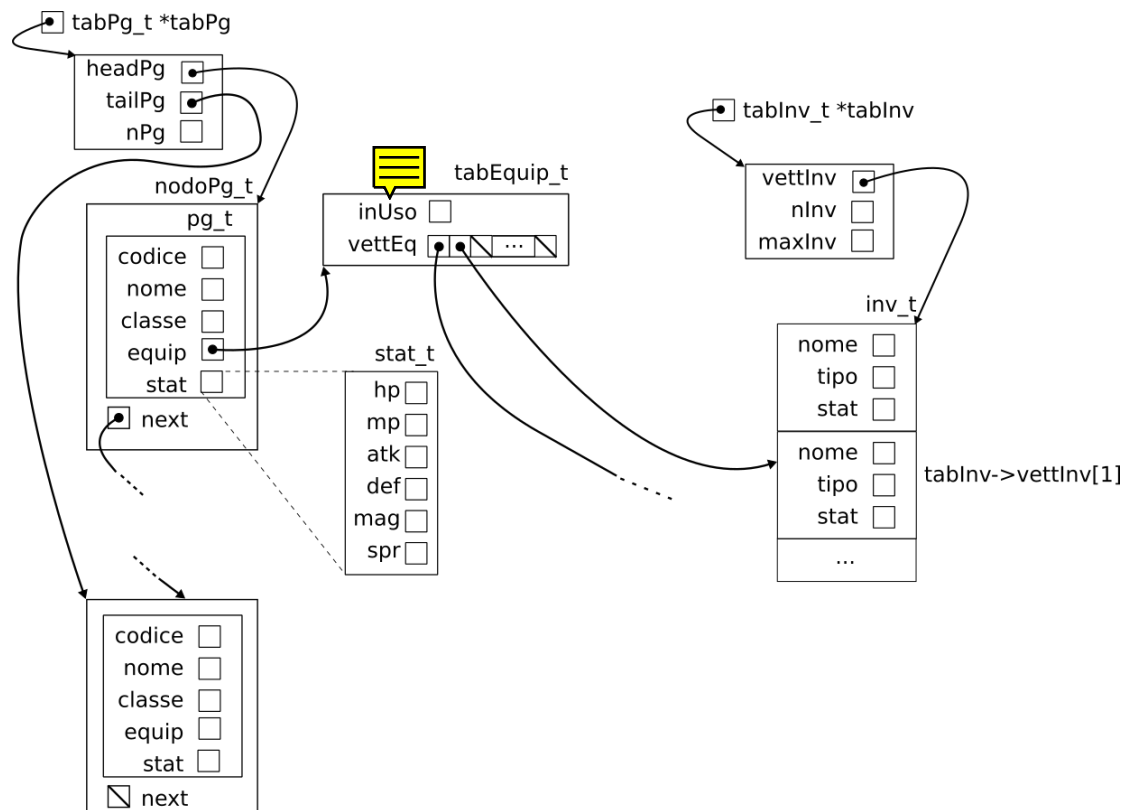 tabPg_t *tabPg
headPg
tailPg
nPg
nodoPg_t
pg_t
codice
nome
classe
equip
stat
next
tabEquip_t
inUso
vettEq ...
stat_t
hp
mp
atk
def
mag
spr
tabInv_t *tabInv
vettInv
nInv
maxInv
inv_t
nome
tipo
stat
nome
tipo
stat
tabInv->vettInv[1]
...
codice
nome
classe
equip
stat
next